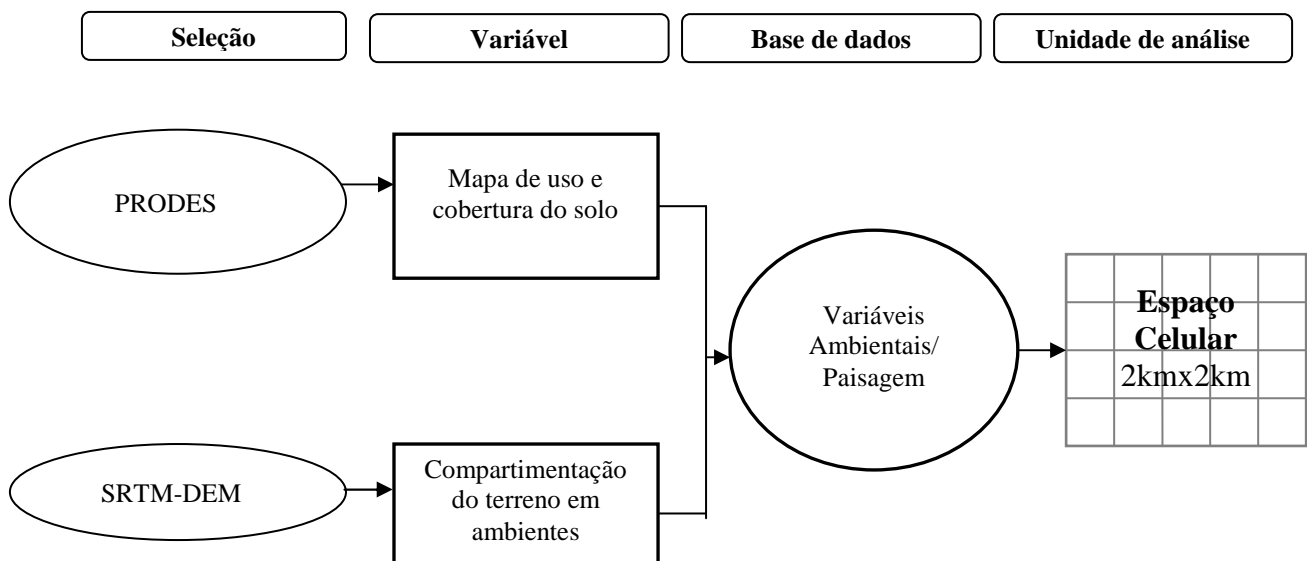 Seleção
Variável
Base de dados
Unidade de análise
PRODES
Mapa de uso e
cobertura do solo
Variáveis
Ambientais/
Paisagem
Espaço
Celular
2kmx2km
SRTM-DEM
Compartimentação
do terreno em
ambientes